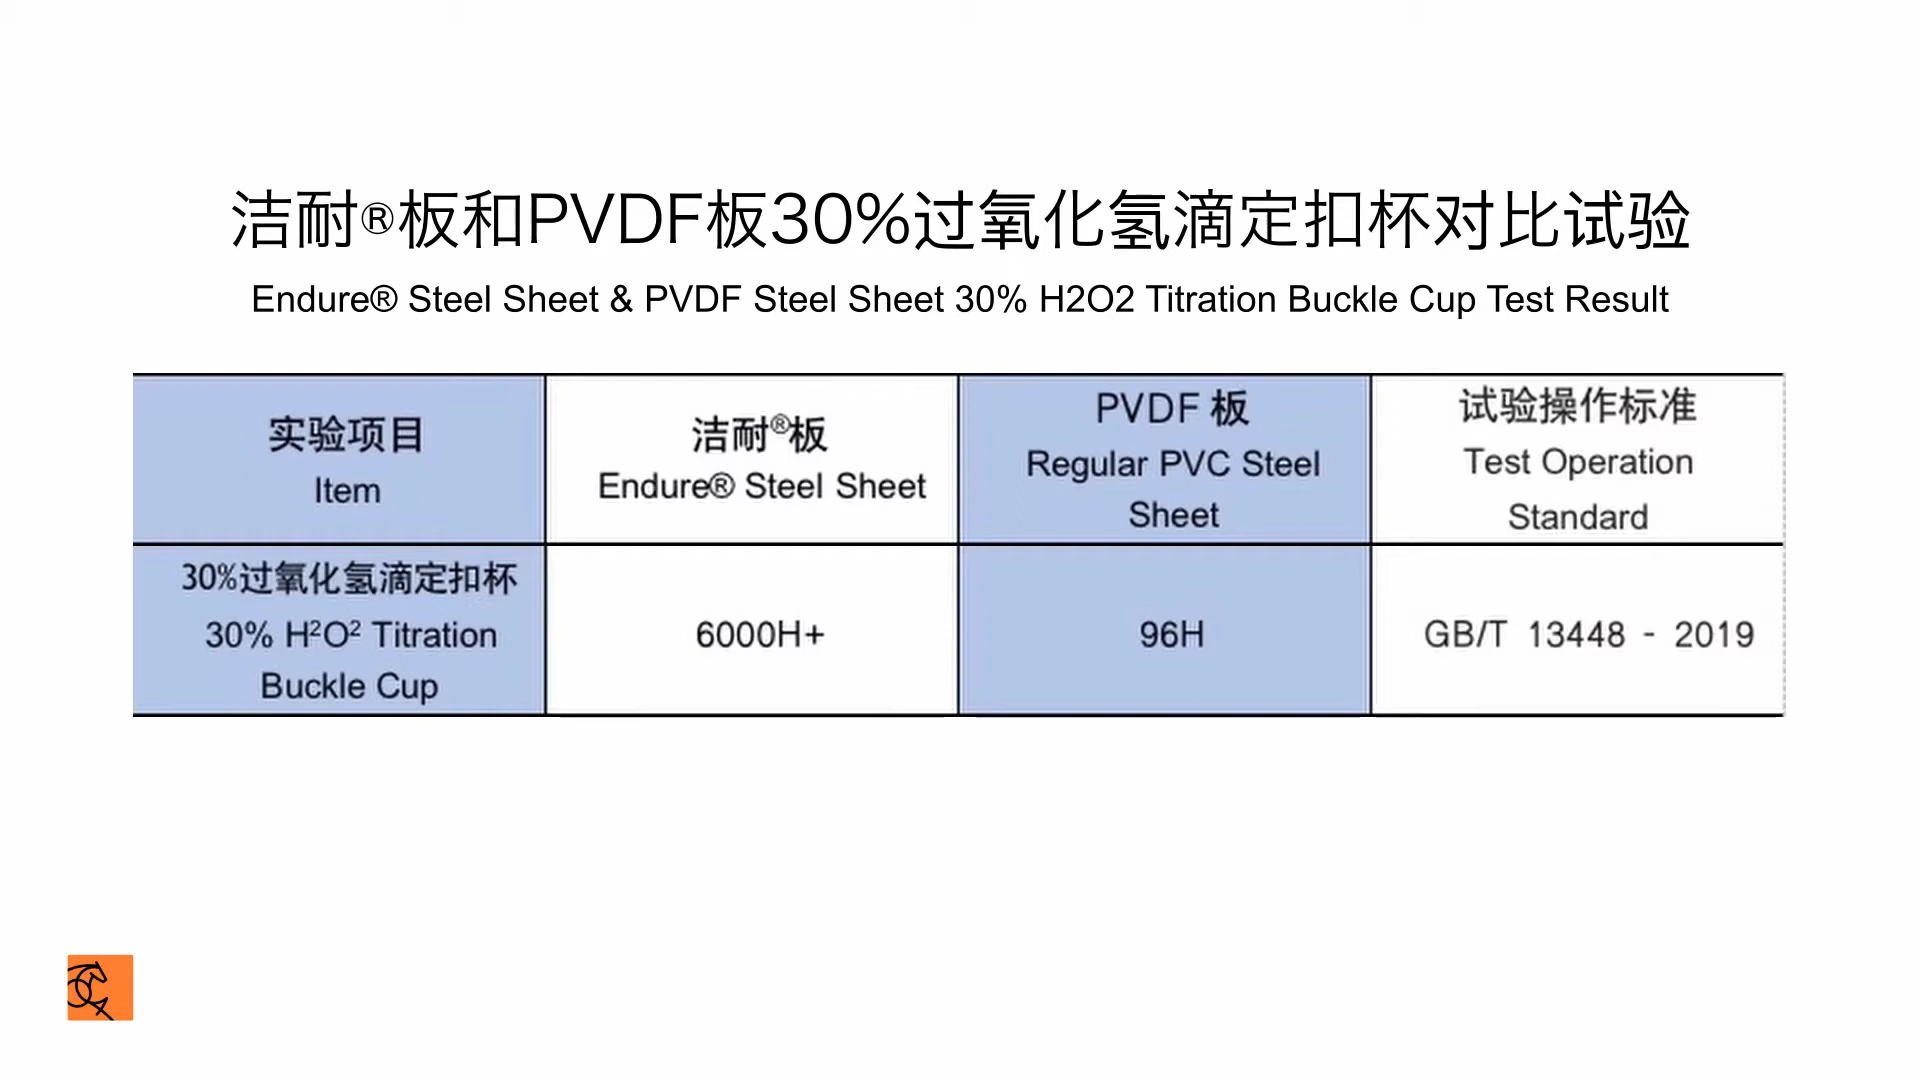 洁耐®板和PVDF板30%过氧化氢滴定扣杯对比试验
Endure® Steel Sheet & PVDF Steel Sheet 30% H2O2 Titration Buckle Cup Test Result
实验项目
Item
洁耐®板
Endure® Steel Sheet
PVDF 板
Regular PVC Steel
Sheet
试验操作标准
Test Operation
Standard
30%过氧化氢滴定扣杯
30% H²O² Titration
Buckle Cup
6000H+
96H
GB/T 13448 - 2019